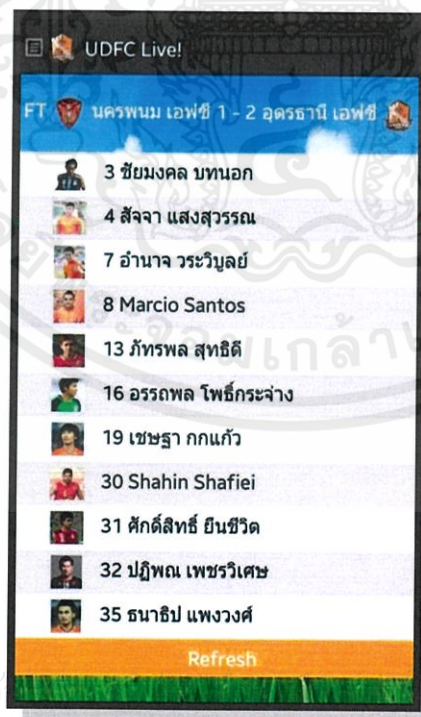 UDFC Live!
FT นครพนม เอฟซี 1 - 2 อุดรธานี เอฟซี
3 ชัยมงคล บทนอก
4 สัจจา แสงสุวรรณ
7 อำนาจ วระวิบูลย์
8 Marcio Santos
13 ภัทรพล สุทธิดี
16 อรรถพล โพธิ์กระจ่าง
19 เชษฐา กกแก้ว
30 Shahin Shafiei
31 ศักดิ์สิทธิ์ ยืนชีวิต
32 ปฏิพณ เพชรวิเศษ
35 ธนาธิป แพงวงศ์
Refresh